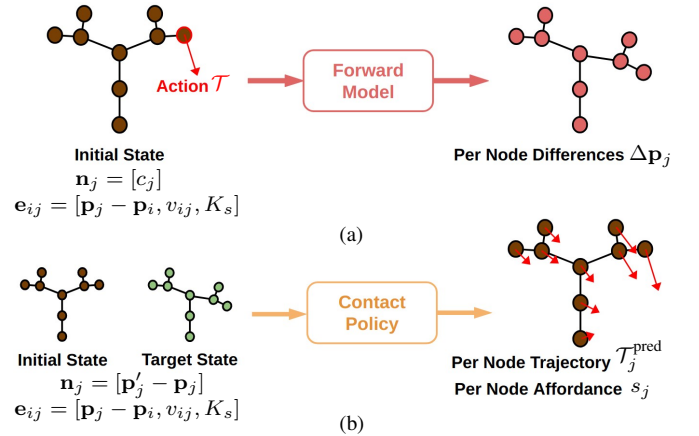 Action 𝒯
Forward
Model
Initial State
n_j = [c_j]
e_ij = [p_j − p_i, v_ij, K_s]
Per Node Differences Δp_j
(a)
Initial State
Target State
n_j = [p′_j − p_j]
e_ij = [p_j − p_i, v_ij, K_s]
Contact
Policy
Per Node Trajectory 𝒯_j^pred
Per Node Affordance s_j
(b)